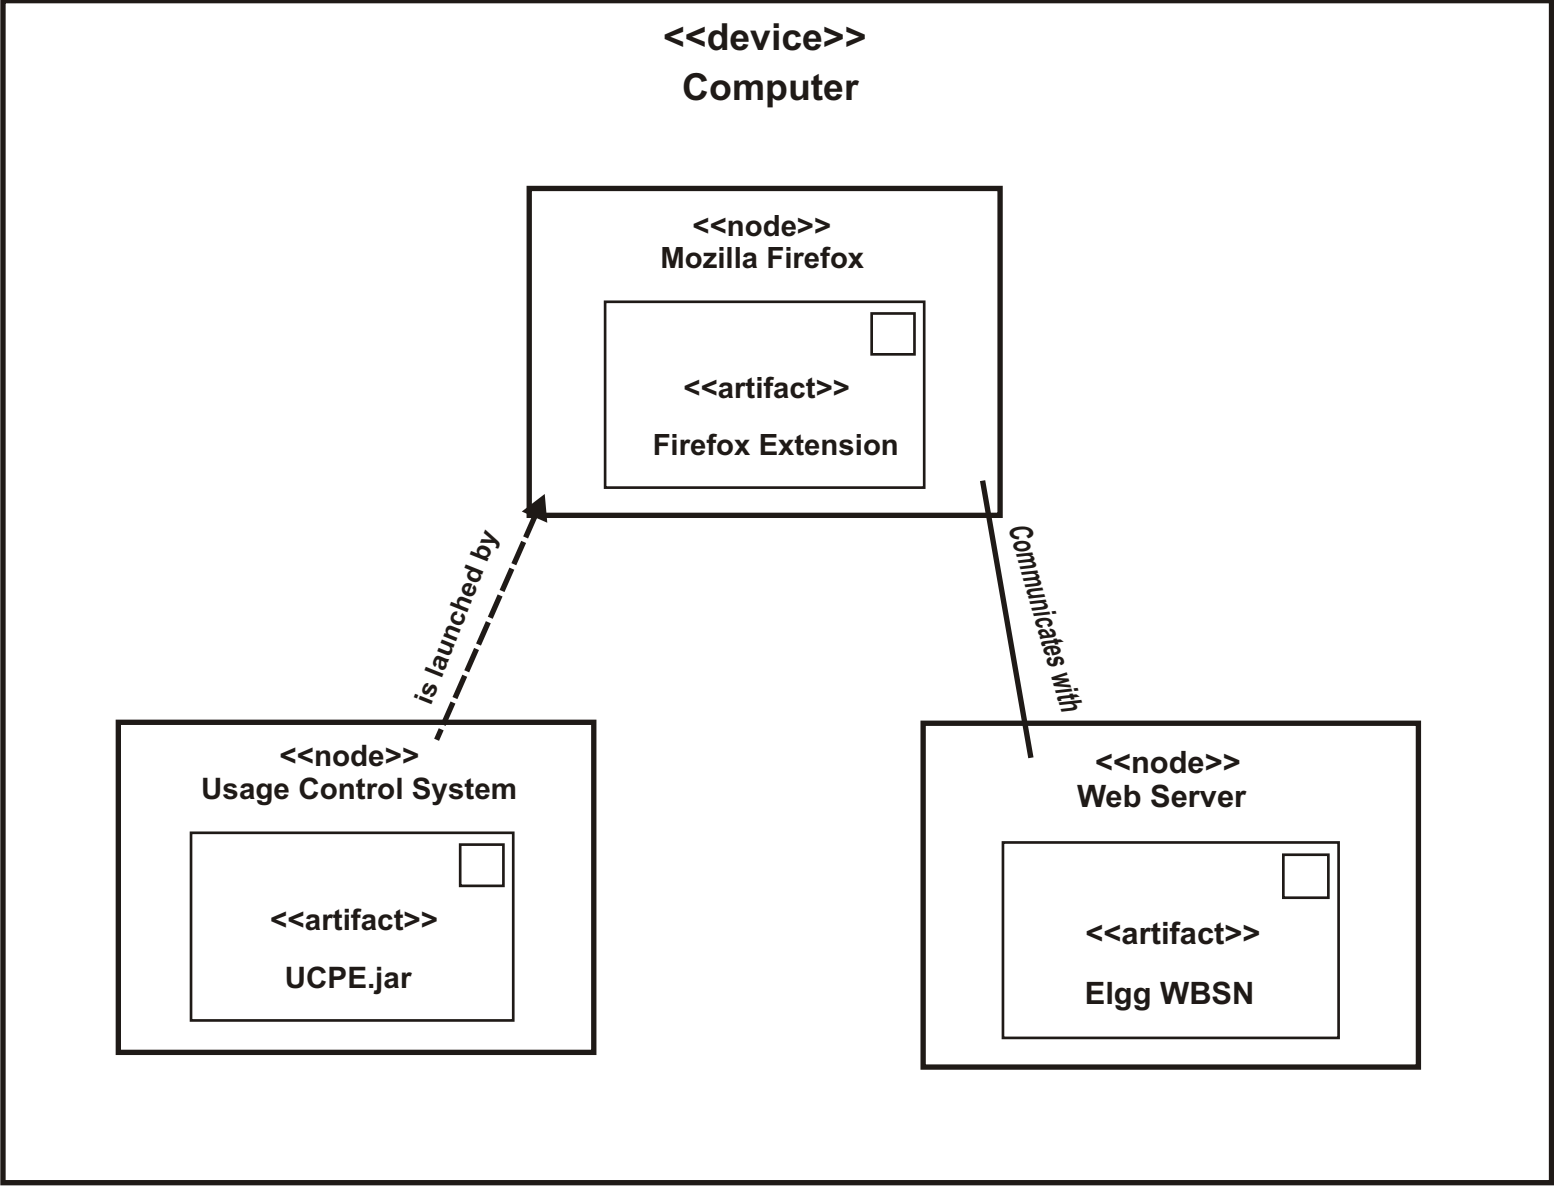 <<device>>
Computer
<<node>>
Mozilla Firefox
<<artifact>>
Firefox Extension
is launched by
Communicates with
<<node>>
Usage Control System
<<artifact>>
UCPE.jar
<<node>>
Web Server
<<artifact>>
Elgg WBSN